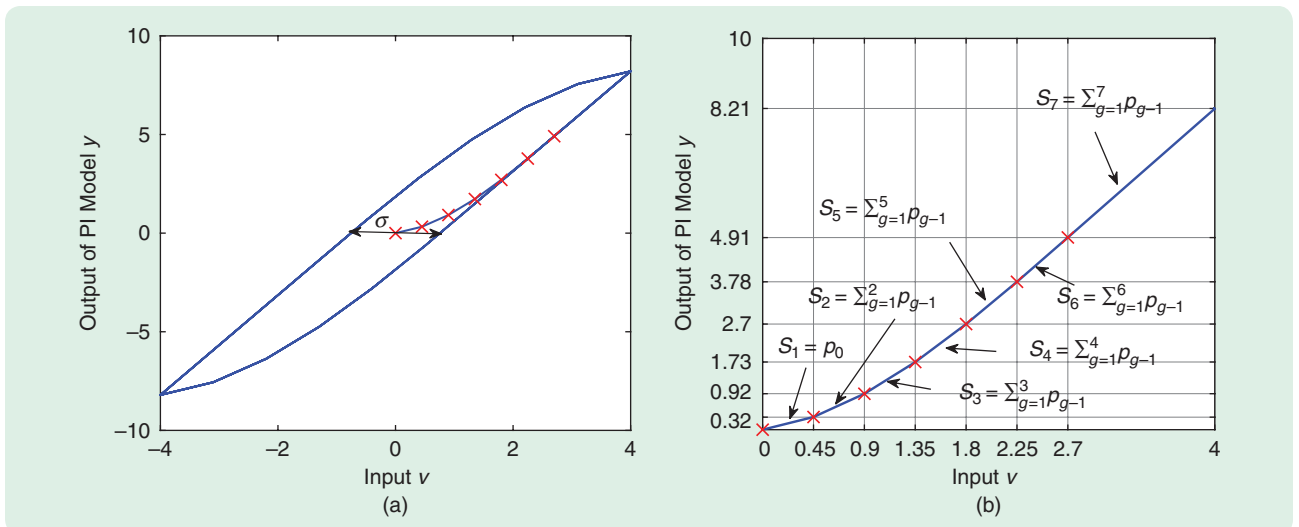 10
5
0
−5
−10
−4
−2
0
2
4
σ
Output of PI Model y
Input v
(a)
10
8.21
4.91
3.78
2.7
1.73
0.92
0.32
0
0.45
0.9
1.35
1.8
2.25
2.7
4
S₇ = Σ⁷g=1 pg−1
S₅ = Σ⁵g=1 pg−1
S₂ = Σ²g=1 pg−1
S₆ = Σ⁶g=1 pg−1
S₁ = p₀
S₄ = Σ⁴g=1 pg−1
S₃ = Σ³g=1 pg−1
Output of PI Model y
Input v
(b)